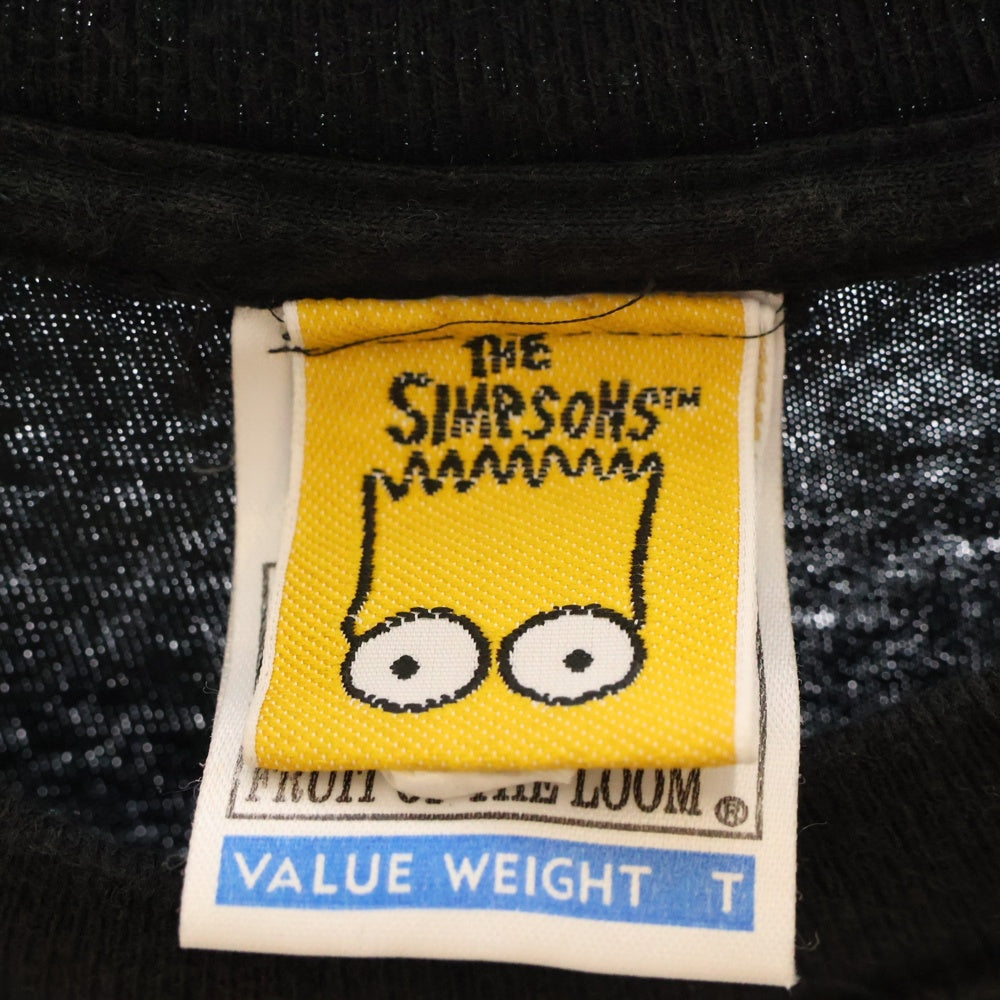 THE
SIMPSONS™
FRUIT OF THE LOOM ®
VALUE WEIGHT T